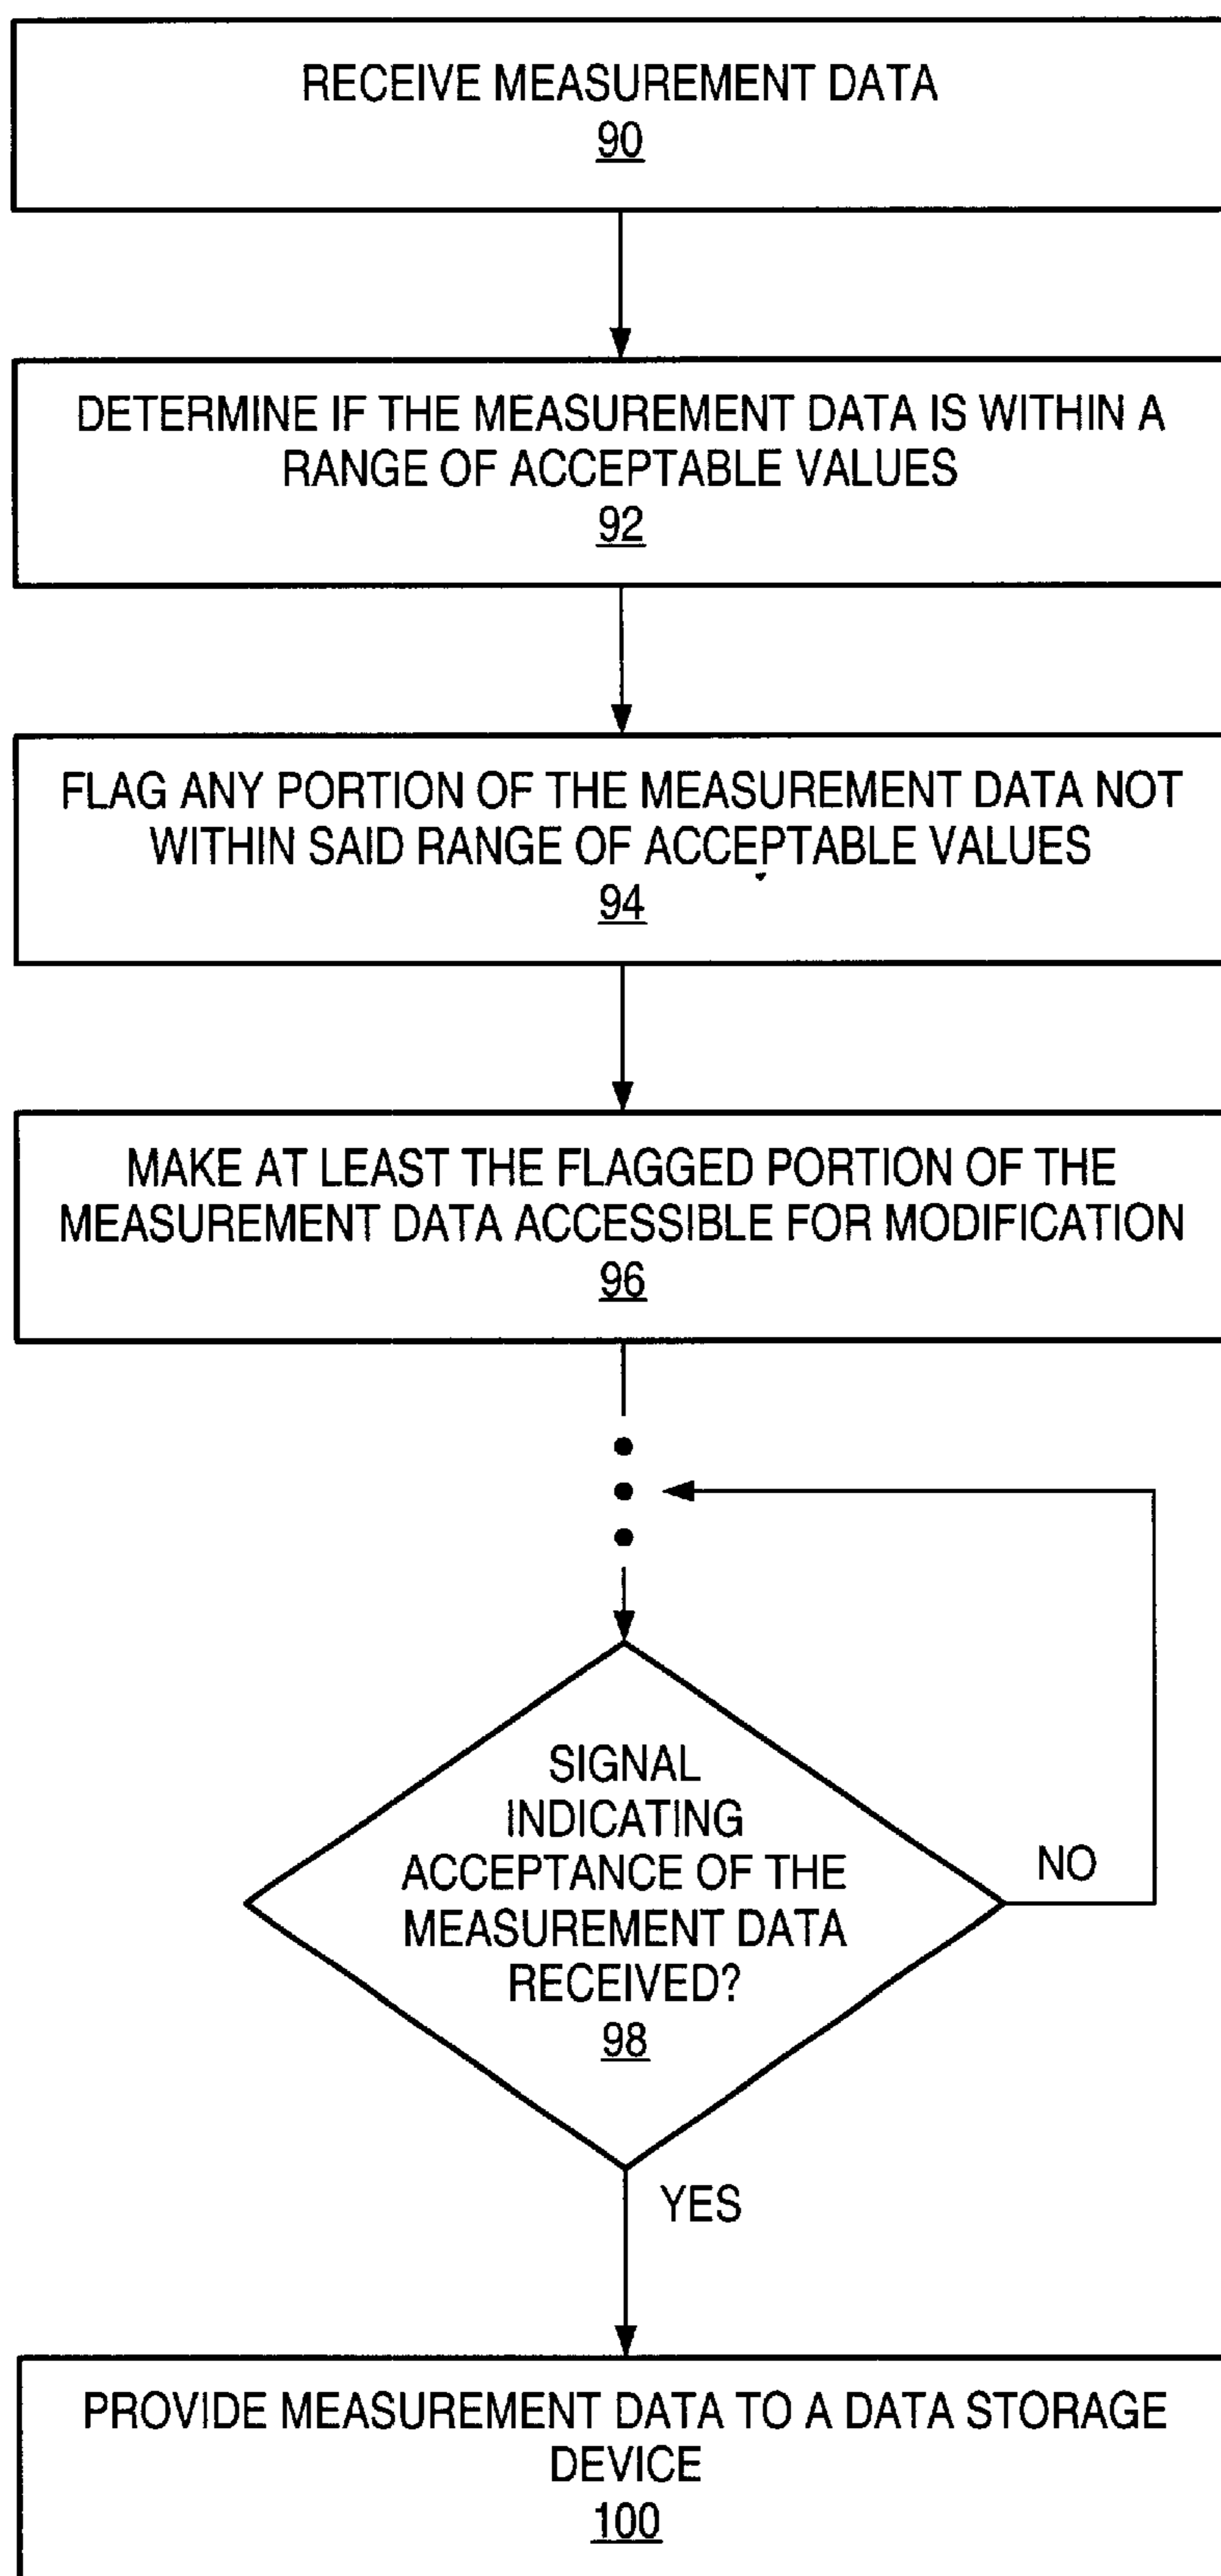 RECEIVE MEASUREMENT DATA
90
DETERMINE IF THE MEASUREMENT DATA IS WITHIN A
RANGE OF ACCEPTABLE VALUES
92
FLAG ANY PORTION OF THE MEASUREMENT DATA NOT
WITHIN SAID RANGE OF ACCEPTABLE VALUES
94
MAKE AT LEAST THE FLAGGED PORTION OF THE
MEASUREMENT DATA ACCESSIBLE FOR MODIFICATION
96
SIGNAL
INDICATING
ACCEPTANCE OF THE
MEASUREMENT DATA
RECEIVED?
98
NO
YES
PROVIDE MEASUREMENT DATA TO A DATA STORAGE
DEVICE
100